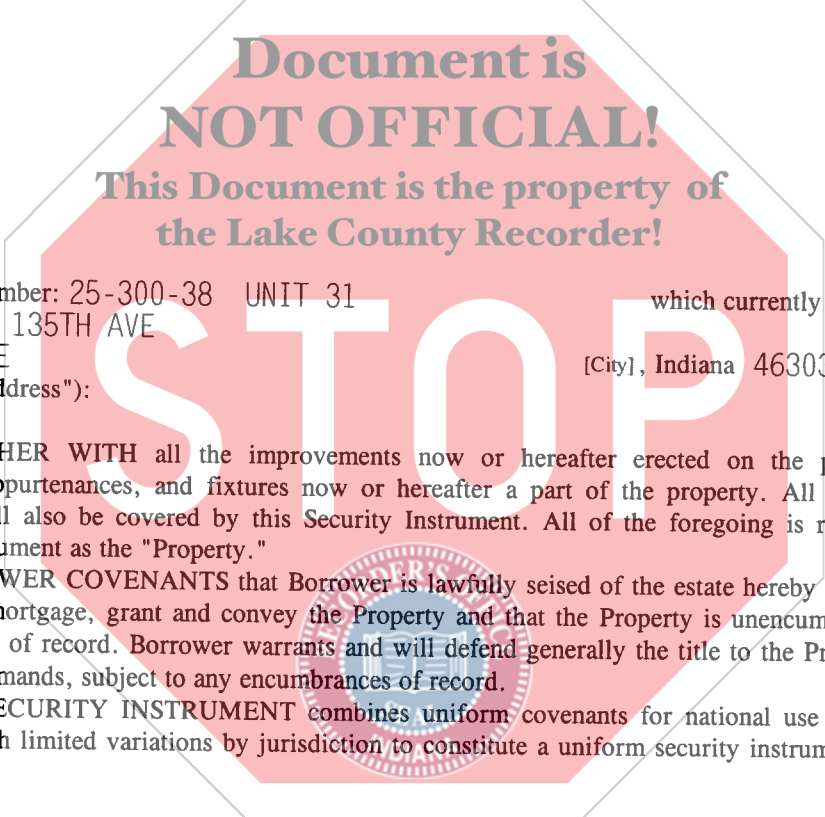 Document is
NOT OFFICIAL!
This Document is the property of
the Lake County Recorder!
mber: 25-300-38 UNIT 31 which currently
135TH AVE
E [City], Indiana 46303
ddress"):
STOP
HER WITH all the improvements now or hereafter erected on the p
ppurtenances, and fixtures now or hereafter a part of the property. All
ll also be covered by this Security Instrument. All of the foregoing is r
ument as the "Property."
WER COVENANTS that Borrower is lawfully seised of the estate hereby
nortgage, grant and convey the Property and that the Property is unencum
of record. Borrower warrants and will defend generally the title to the Pr
mands, subject to any encumbrances of record.
ECURITY INSTRUMENT combines uniform covenants for national use
h limited variations by jurisdiction to constitute a uniform security instrum
SEAL
INDIANA